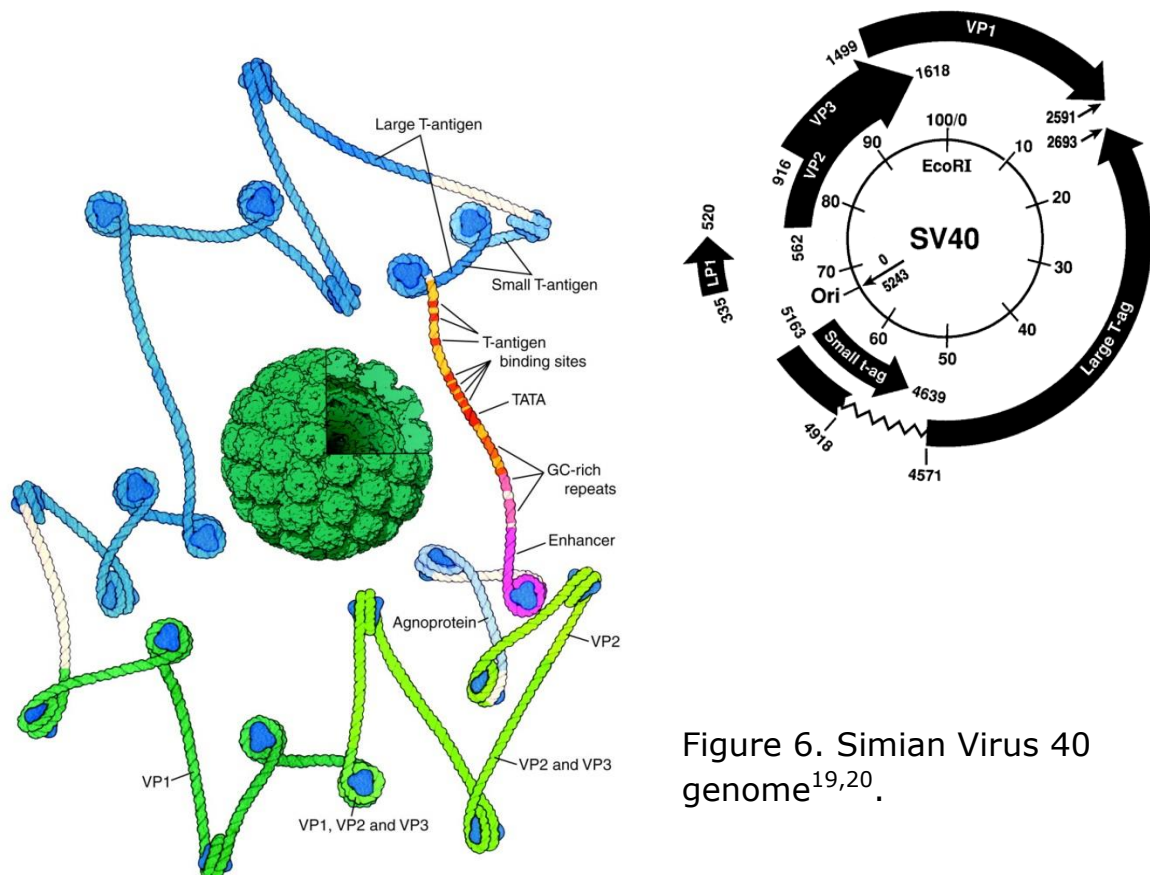 Large T-antigen
Small T-antigen
T-antigen
binding sites
TATA
GC-rich
repeats
Enhancer
Agnoprotein
VP2
VP2 and VP3
VP1
VP1, VP2 and VP3
VP1
1499
1618
VP3
VP2
916
562
520
LP1
335
2591
2693
100/0
EcoRI
10
20
30
40
50
60
70
80
90
SV40
0
5243
Ori
5163
Small t-ag
4639
4918
4571
Large T-ag
Figure 6. Simian Virus 40
genome19,20.